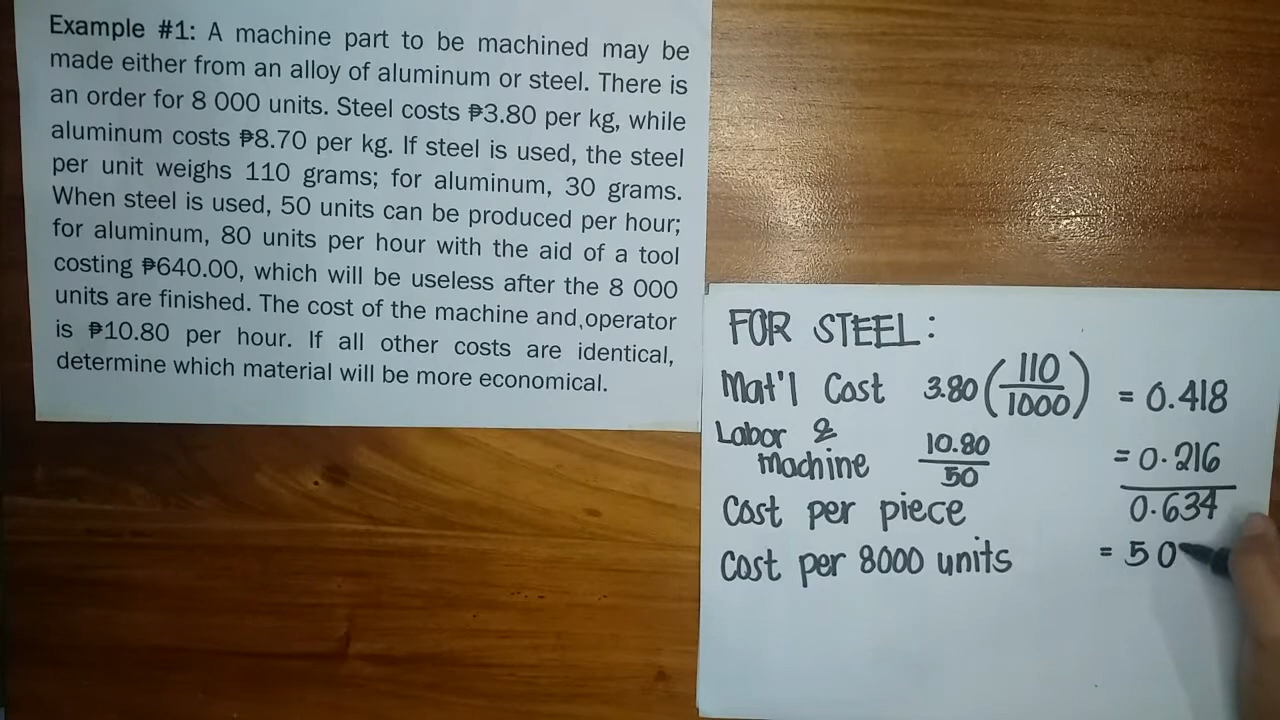 Example #1: A machine part to be machined may be
made either from an alloy of aluminum or steel. There is
an order for 8 000 units. Steel costs ₱3.80 per kg, while
aluminum costs ₱8.70 per kg. If steel is used, the steel
per unit weighs 110 grams; for aluminum, 30 grams.
When steel is used, 50 units can be produced per hour;
for aluminum, 80 units per hour with the aid of a tool
costing ₱640.00, which will be useless after the 8 000
units are finished. The cost of the machine and operator
is ₱10.80 per hour. If all other costs are identical,
determine which material will be more economical.
FOR STEEL:
Mat'l Cost 3.80 (110/1000) = 0.418
Labor &
Machine 10.80/50 = 0.216
Cost per piece 0.634
Cost per 8000 units = 50